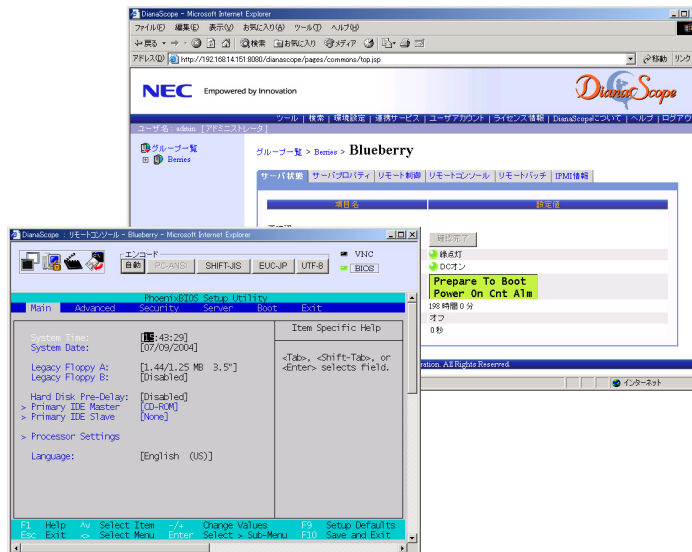 DianaScope - Microsoft Internet Explorer
ファイル(F) 編集(E) 表示(V) お気に入り(A) ツール(T) ヘルプ(H)
戻る 検索 お気に入り メディア
アドレス(D) http://192.168.14.151:8080/dianascope/pages/commons/top.jsp 移動 リンク
NEC Empowered by Innovation DianaScope
ツール | 検索 | 環境設定 | 連携サービス | ユーザアカウント | ライセンス情報 | DianaScopeについて | ヘルプ | ログアウ
ユーザ名 : admin [アドミニストレータ]
グループ一覧
Berries
グループ一覧 > Berries > Blueberry
サーバ状態 サーバプロパティ リモート制御 リモートコンソール リモートバッチ IPMI情報
項目名 設定値
確認完了
緑点灯
DCオン
Prepare To Boot
Power On Cnt Alm
198 時間 0 分
オフ
0 秒
ration. All Rights Reserved.
インターネット
DianaScope : リモートコンソール - Blueberry - Microsoft Internet Explorer
エンコード
自動 PC-ANSI SHIFT-JIS EUC-JP UTF-8
VNC
BIOS
PhoenixBIOS Setup Utility
Main Advanced Security Server Boot Exit
Item Specific Help
System Time: [15:43:29]
System Date: [07/09/2004]
<Tab>, <Shift-Tab>, or
<Enter> selects field.
Legacy Floppy A: [1.44/1.25 MB 3.5"]
Legacy Floppy B: [Disabled]
Hard Disk Pre-Delay: [Disabled]
> Primary IDE Master [CD-ROM]
> Primary IDE Slave [None]
> Processor Settings
Language: [English (US)]
F1 Help ^v Select Item -/+ Change Values F9 Setup Defaults
Esc Exit <> Select Menu Enter Select > Sub-Menu F10 Save and Exit